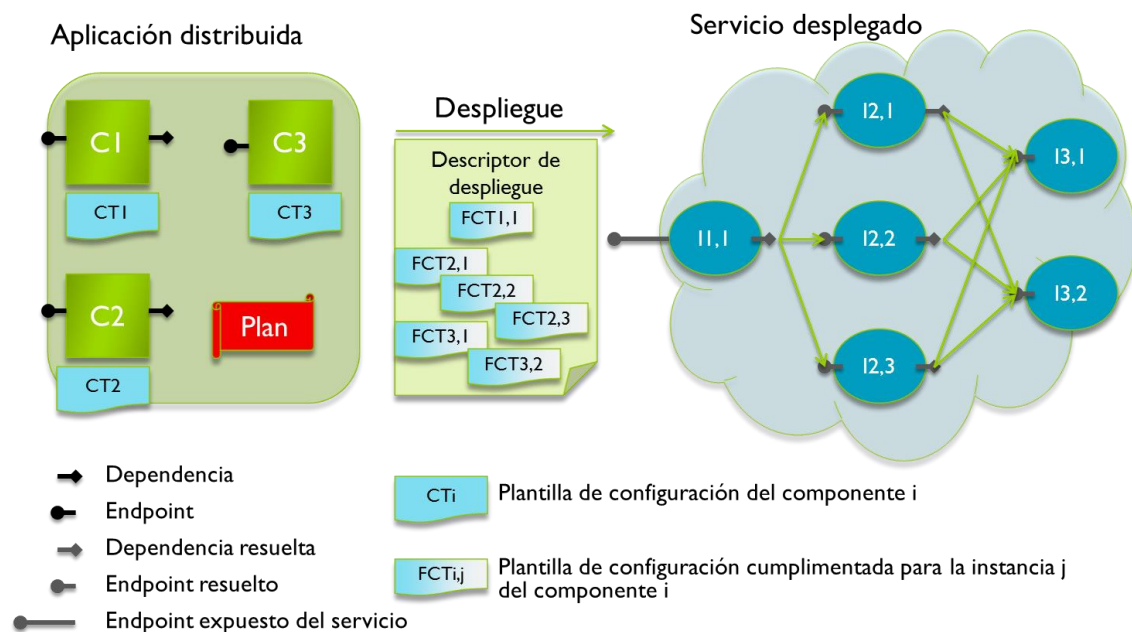 Aplicación distribuida
C1
CT1
C3
CT3
C2
CT2
Plan
Despliegue
Descriptor de
despliegue
FCT1,1
FCT2,1
FCT2,2
FCT2,3
FCT3,1
FCT3,2
Servicio desplegado
I1,1
I2,1
I2,2
I2,3
I3,1
I3,2
Dependencia
Endpoint
Dependencia resuelta
Endpoint resuelto
Endpoint expuesto del servicio
CTi
Plantilla de configuración del componente i
FCTi,j
Plantilla de configuración cumplimentada para la instancia j
del componente i